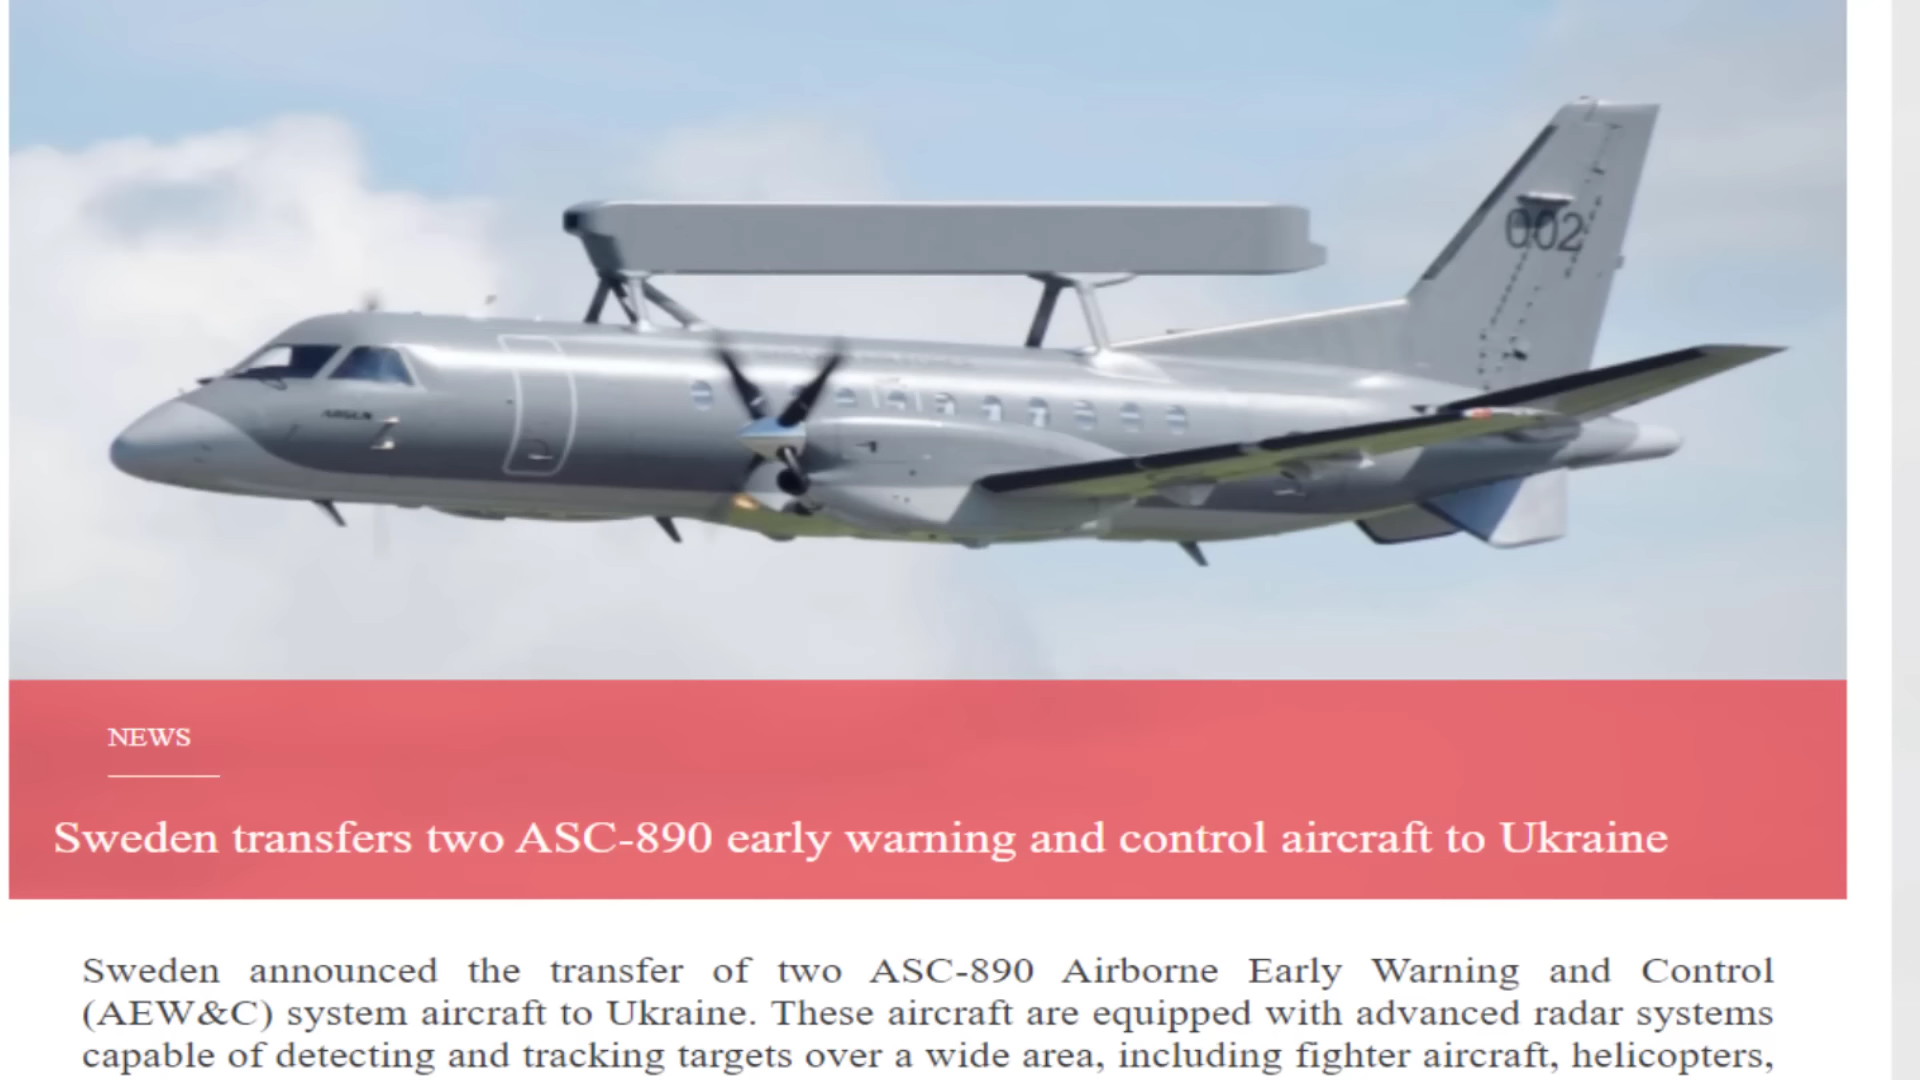 002
NEWS
Sweden transfers two ASC-890 early warning and control aircraft to Ukraine
Sweden announced the transfer of two ASC-890 Airborne Early Warning and Control
(AEW&C) system aircraft to Ukraine. These aircraft are equipped with advanced radar systems
capable of detecting and tracking targets over a wide area, including fighter aircraft, helicopters,